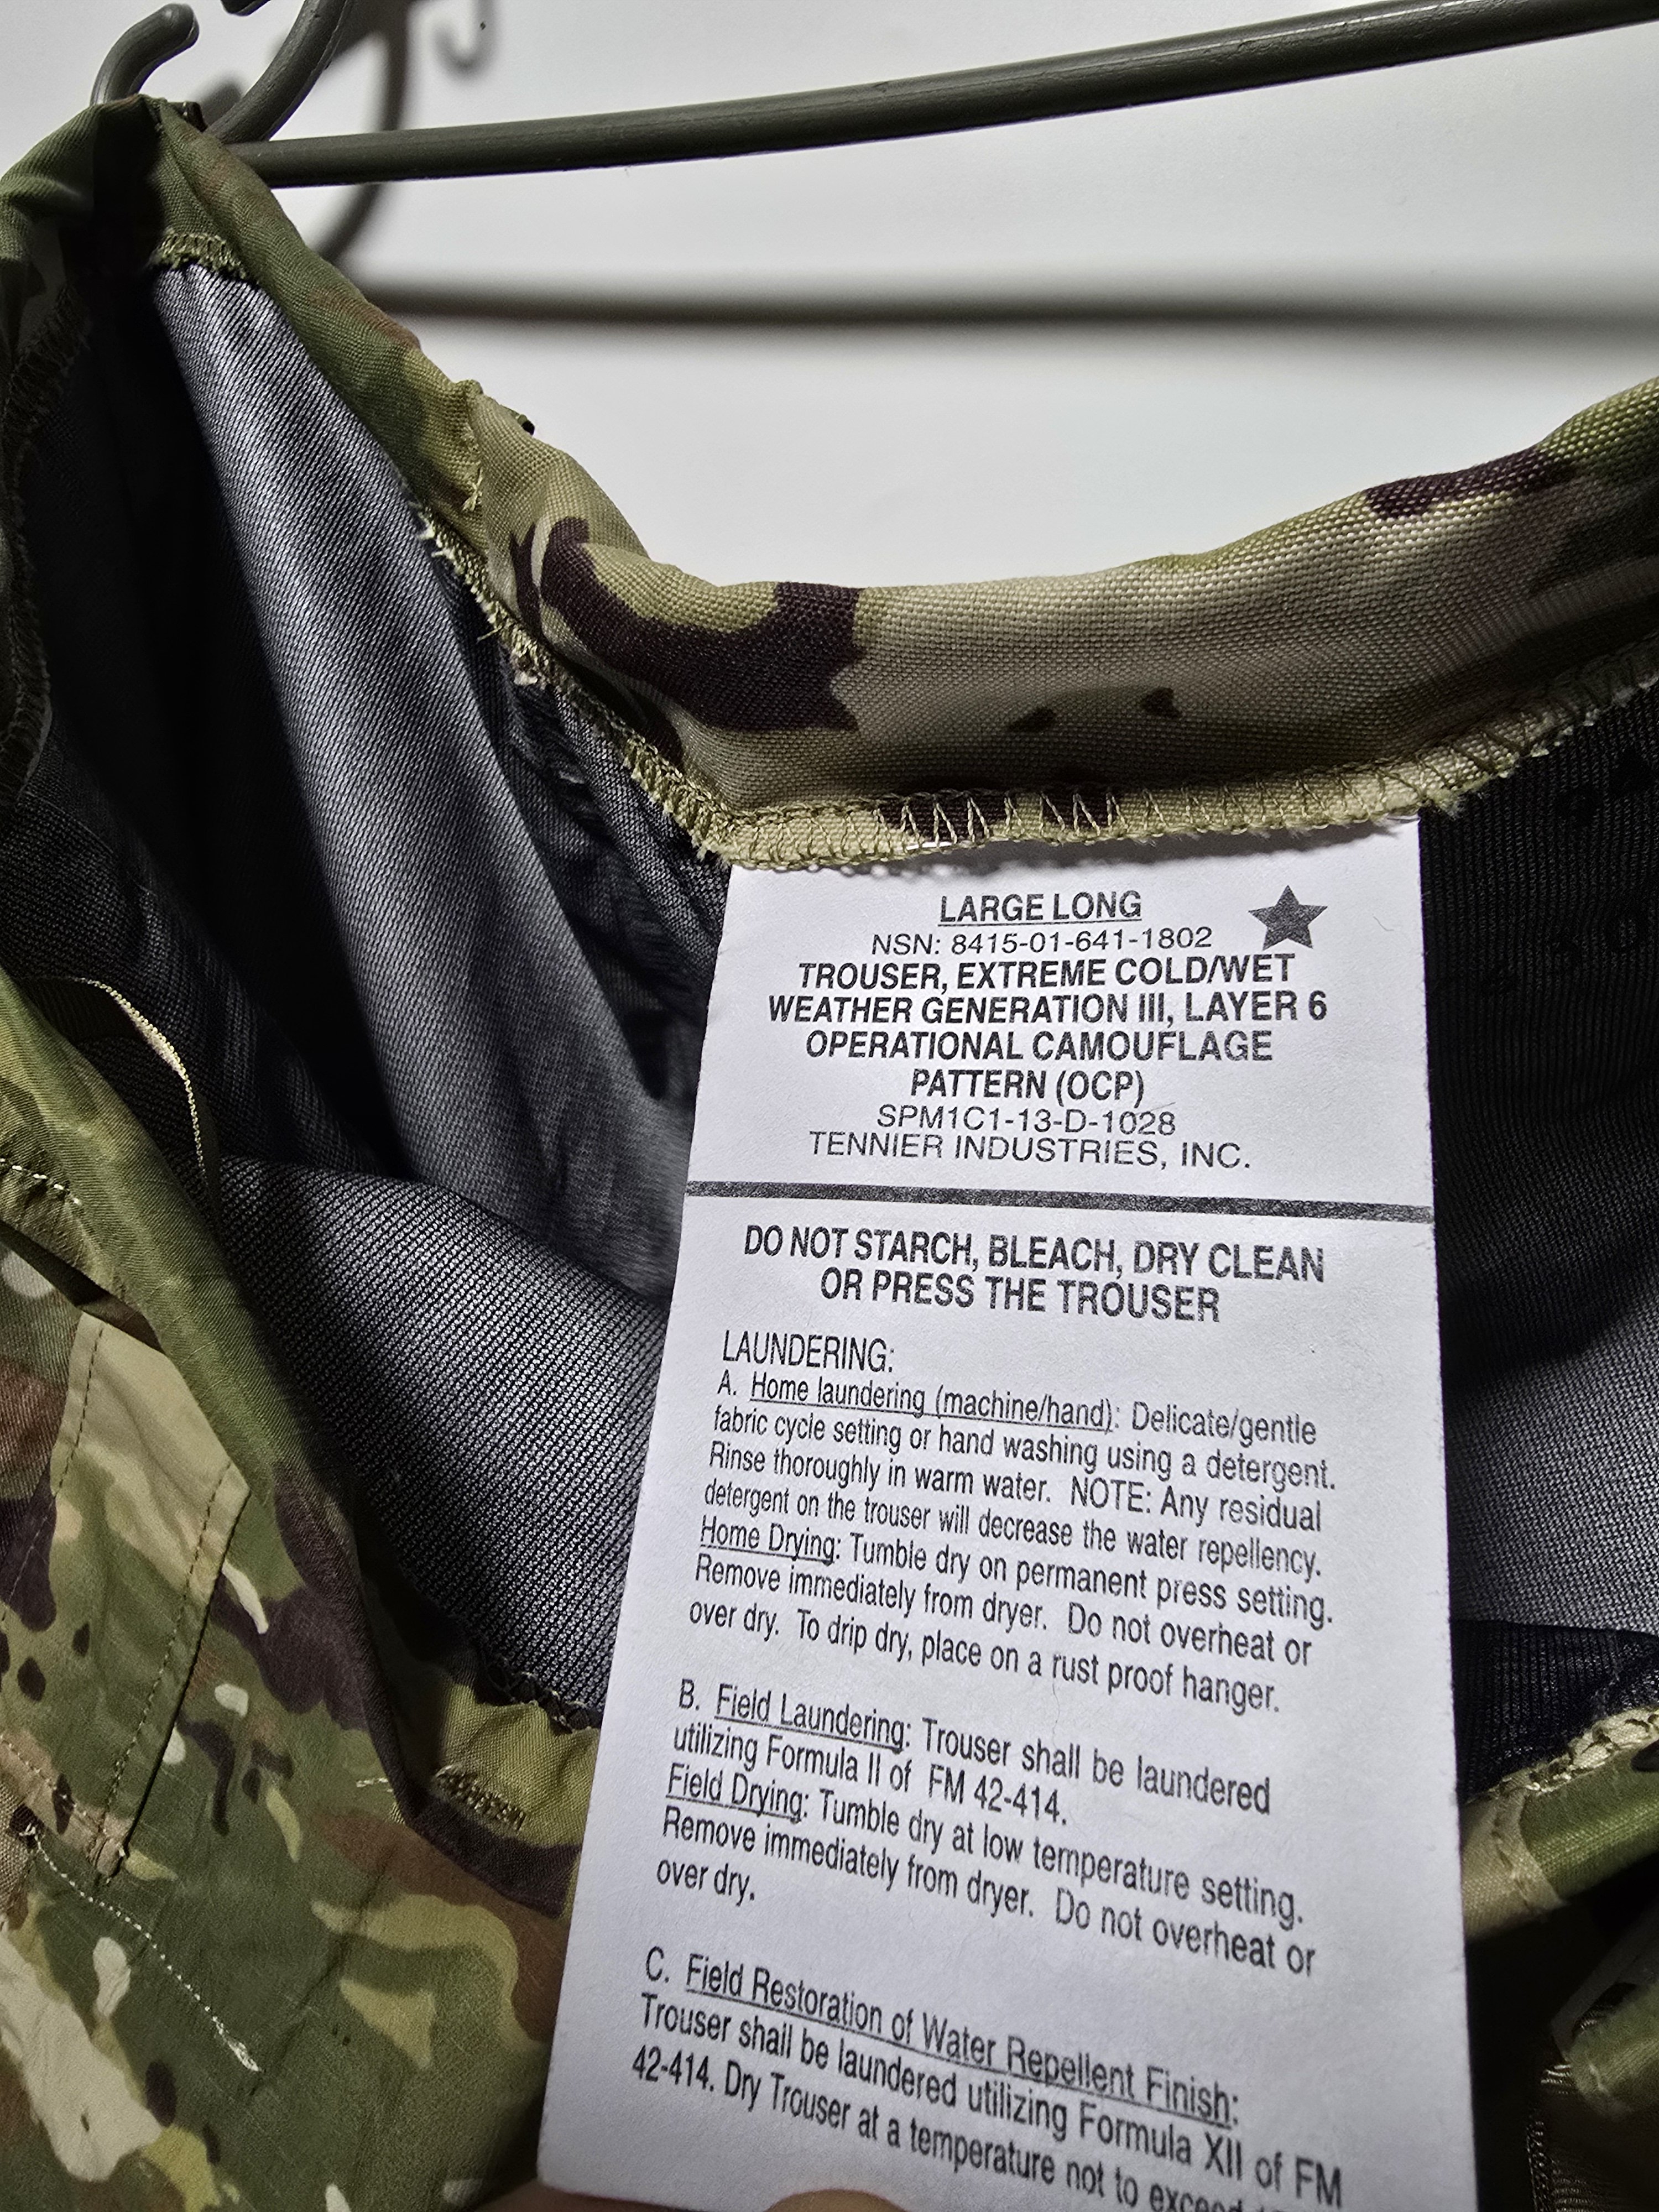 LARGE LONG
NSN: 8415-01-641-1802
TROUSER, EXTREME COLD/WET
WEATHER GENERATION III, LAYER 6
OPERATIONAL CAMOUFLAGE
PATTERN (OCP)
SPM1C1-13-D-1028
TENNIER INDUSTRIES, INC.
DO NOT STARCH, BLEACH, DRY CLEAN
OR PRESS THE TROUSER
LAUNDERING:
A. Home laundering (machine/hand): Delicate/gentle
fabric cycle setting or hand washing using a detergent.
Rinse thoroughly in warm water. NOTE: Any residual
detergent on the trouser will decrease the water repellency.
Home Drying: Tumble dry on permanent press setting.
Remove immediately from dryer. Do not overheat or
over dry. To drip dry, place on a rust proof hanger.
B. Field Laundering: Trouser shall be laundered
utilizing Formula II of FM 42-414.
Field Drying: Tumble dry at low temperature setting.
Remove immediately from dryer. Do not overheat or
over dry.
C. Field Restoration of Water Repellent Finish:
Trouser shall be laundered utilizing Formula XII of FM
42-414. Dry Trouser at a temperature not to exceed